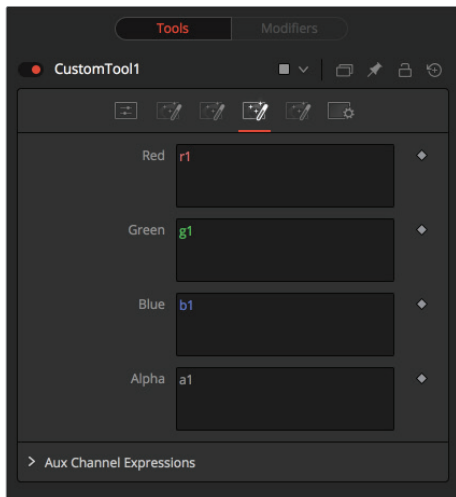 Tools Modifiers
CustomTool1
Red r1
Green g1
Blue b1
Alpha a1
Aux Channel Expressions